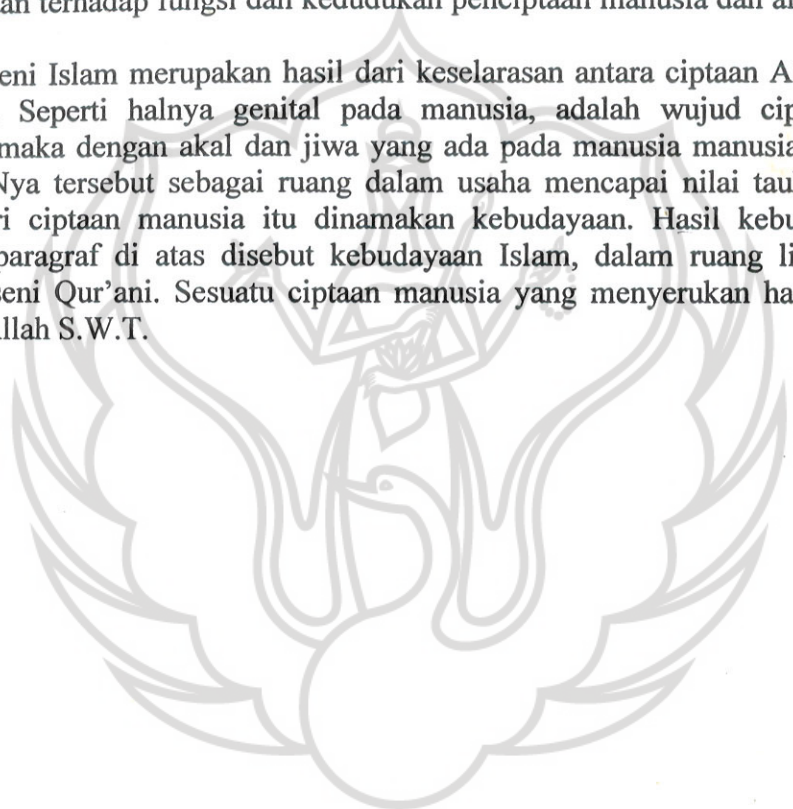 terhadap fungsi dan kedudukan penciptaan manusia dan
eni Islam merupakan hasil dari keselarasan antara ciptaan A
Seperti halnya genital pada manusia, adalah wujud cip
maka dengan akal dan jiwa yang ada pada manusia manusia
Nya tersebut sebagai ruang dalam usaha mencapai nilai tau
ri ciptaan manusia itu dinamakan kebudayaan. Hasil kebu
paragraf di atas disebut kebudayaan Islam, dalam ruang li
seni Qur'ani. Sesuatu ciptaan manusia yang menyerukan ha
llah S.W.T.